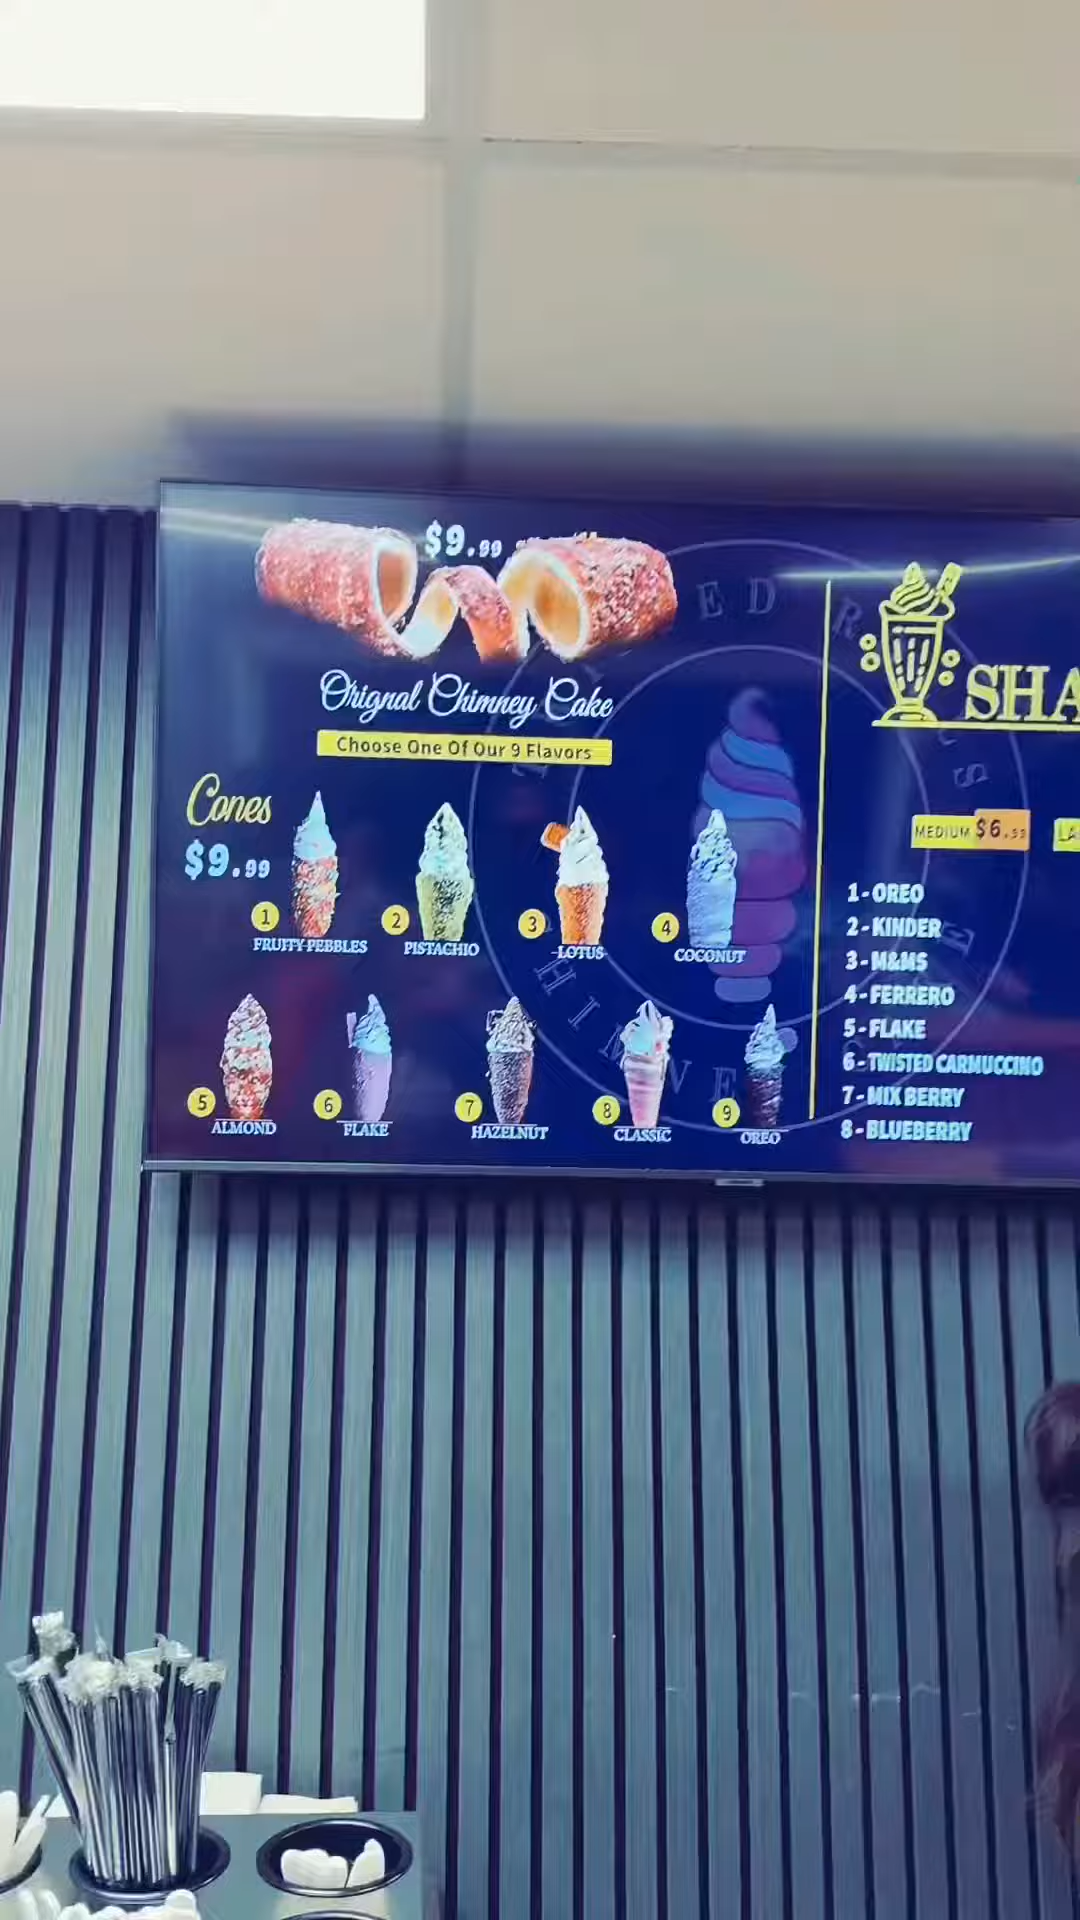 $9.99
Orignal Chimney Cake
Choose One Of Our 9 Flavors
Cones
$9.99
1
FRUITY PEBBLES
2
PISTACHIO
3
LOTUS
4
COCONUT
5
ALMOND
6
FLAKE
7
HAZELNUT
8
CLASSIC
9
OREO
SHA
MEDIUM $6.99
LA
1-OREO
2-KINDER
3-M&MS
4-FERRERO
5-FLAKE
6-TWISTED CARMUCCINO
7-MIX BERRY
8-BLUEBERRY